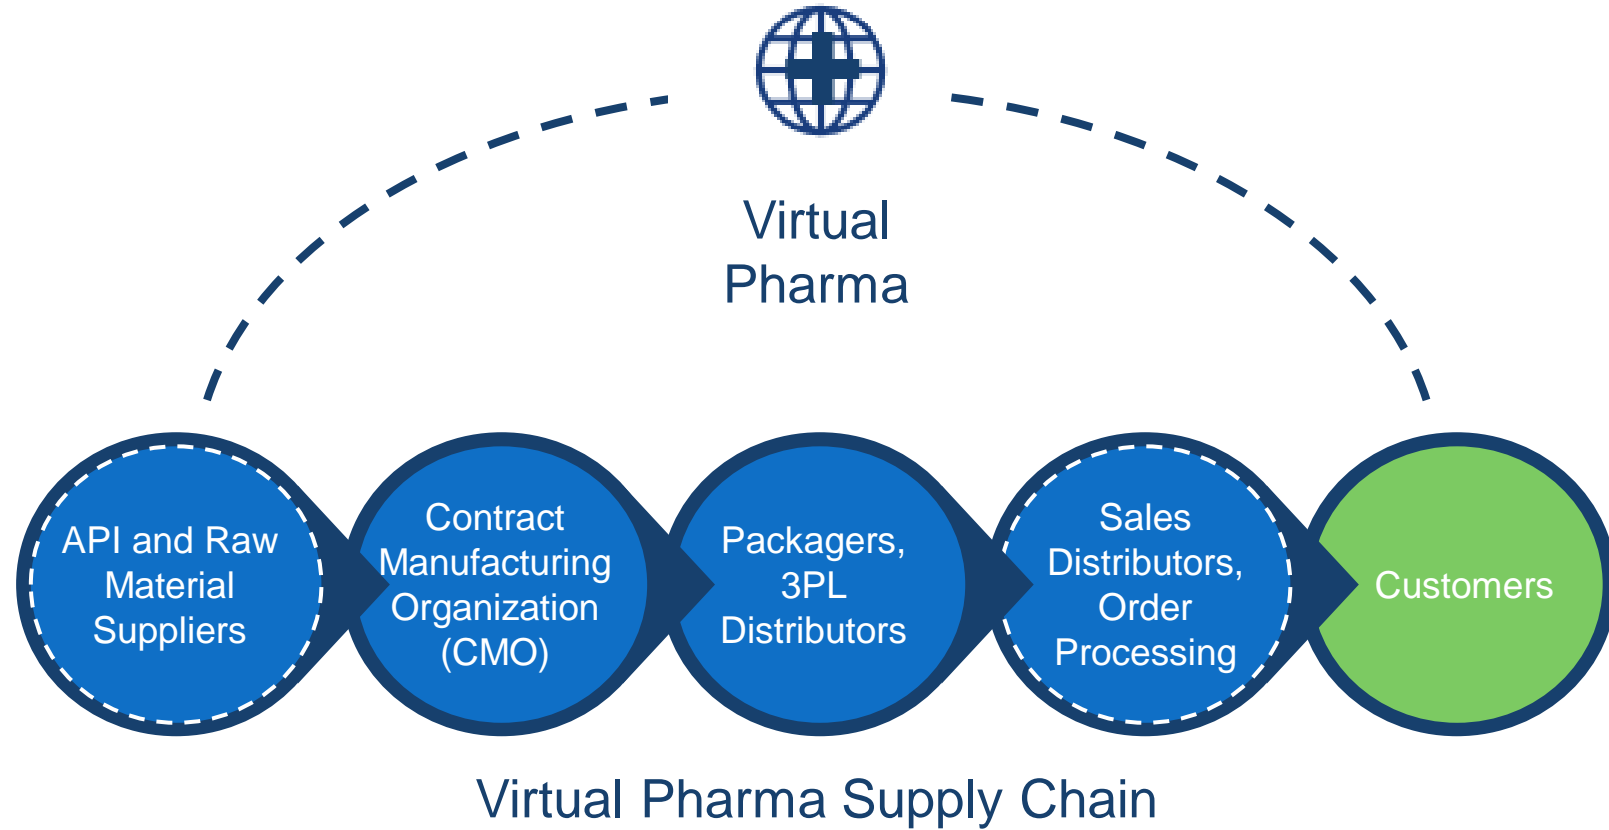 Virtual
Pharma
API and Raw
Material
Suppliers
Contract
Manufacturing
Organization
(CMO)
Packagers,
3PL
Distributors
Sales
Distributors,
Order
Processing
Customers
Virtual Pharma Supply Chain